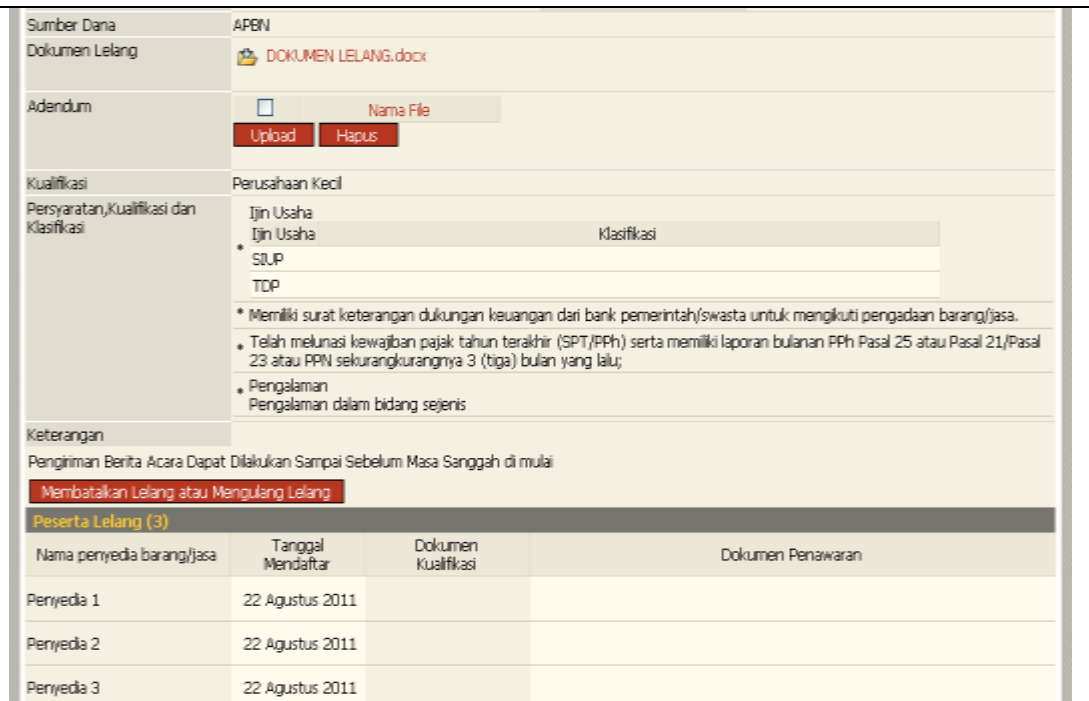 Sumber Dana APBN
Dokumen Lelang DOKUMEN LELANG.docx
Adendum Nama File
Upload Hapus
Kualifikasi Perusahaan Kecil
Persyaratan,Kualifikasi dan
Klasifikasi
Ijin Usaha
Ijin Usaha Klasifikasi
*
SIUP
TDP
* Memiliki surat keterangan dukungan keuangan dari bank pemerintah/swasta untuk mengikuti pengadaan barang/jasa.
* Telah melunasi kewajiban pajak tahun terakhir (SPT/PPh) serta memiliki laporan bulanan PPh Pasal 25 atau Pasal 21/Pasal
23 atau PPN sekurangkurangnya 3 (tiga) bulan yang lalu;
* Pengalaman
Pengalaman dalam bidang sejenis
Keterangan
Pengiriman Berita Acara Dapat Dilakukan Sampai Sebelum Masa Sanggah di mulai
Membatalkan Lelang atau Mengulang Lelang
Peserta Lelang (3)
Nama penyedia barang/jasa Tanggal Mendaftar Dokumen Kualifikasi Dokumen Penawaran
Penyedia 1 22 Agustus 2011
Penyedia 2 22 Agustus 2011
Penyedia 3 22 Agustus 2011